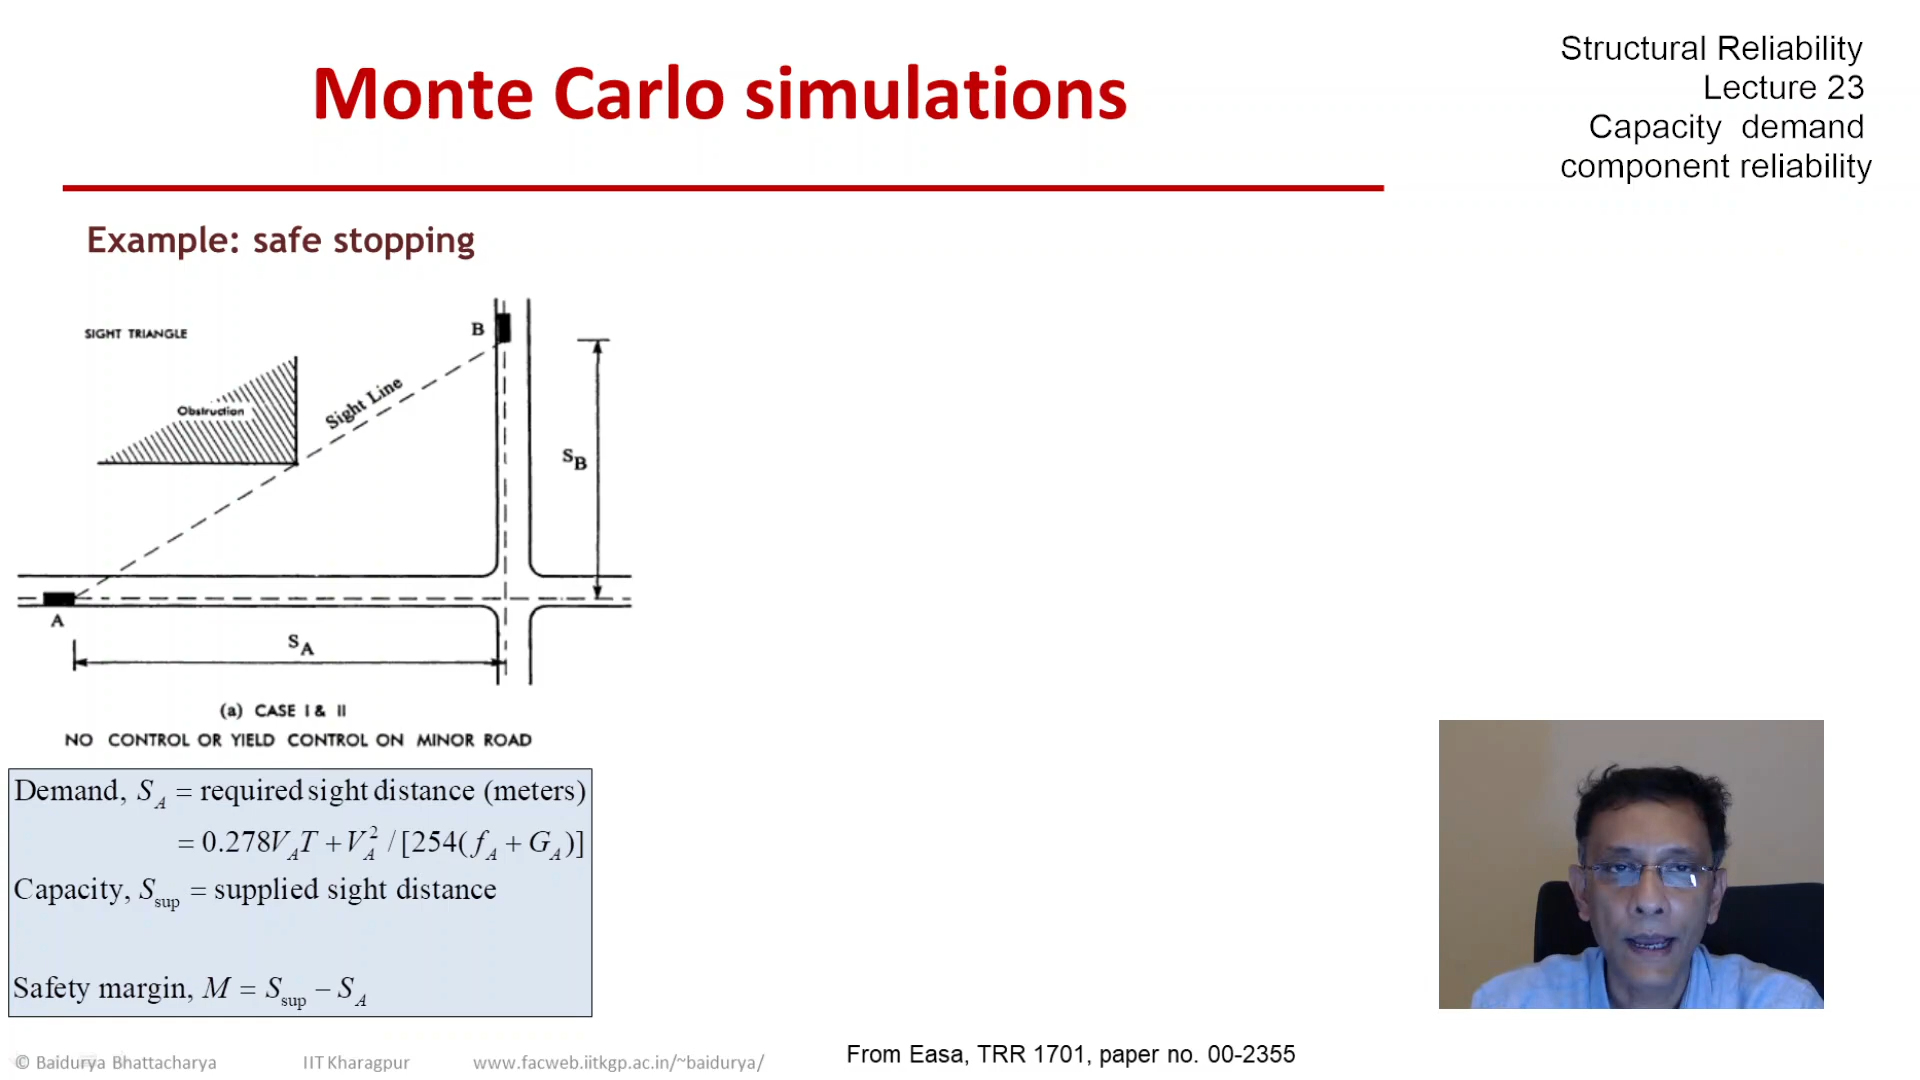 Monte Carlo simulations
Structural Reliability
Lecture 23
Capacity demand
component reliability
Example: safe stopping
SIGHT TRIANGLE
B
Obstruction
Sight Line
S_B
A
S_A
(a) CASE I & II
NO CONTROL OR YIELD CONTROL ON MINOR ROAD
Demand, S_A = required sight distance (meters)
= 0.278V_A T + V_A^2 / [254(f_A + G_A)]
Capacity, S_sup = supplied sight distance
Safety margin, M = S_sup − S_A
© Baidurya Bhattacharya IIT Kharagpur www.facweb.iitkgp.ac.in/~baidurya/
From Easa, TRR 1701, paper no. 00-2355